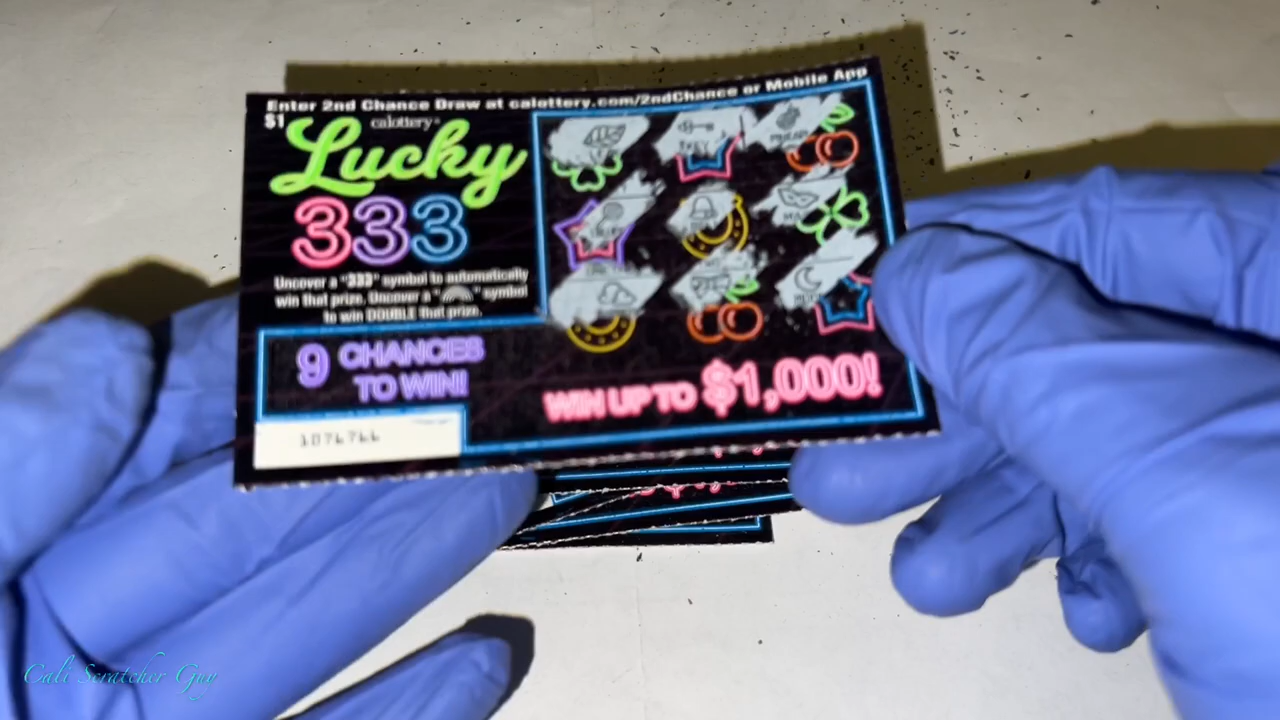 Enter 2nd Chance Draw at calottery.com/2ndChance or Mobile App
$1
calottery
Lucky
333
Uncover a "333" symbol to automatically
win that prize. Uncover a " " symbol
to win DOUBLE that prize.
KEY
9 CHANCES
TO WIN!
WIN UP TO $1,000!
1076766
Cali Scratcher Guy